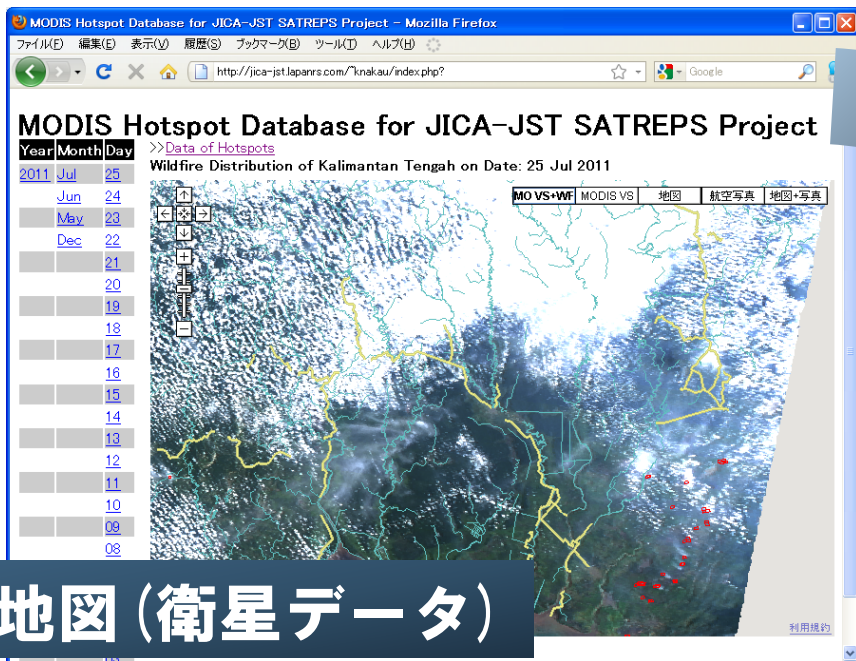 MODIS Hotspot Database for JICA-JST SATREPS Project - Mozilla Firefox
ファイル(F) 編集(E) 表示(V) 履歴(S) ブックマーク(B) ツール(T) ヘルプ(H)
http://jica-jst.lapanrs.com/~knakau/index.php?
Google
MODIS Hotspot Database for JICA-JST SATREPS Project
Year Month Day
>>Data of Hotspots
Wildfire Distribution of Kalimantan Tengah on Date: 25 Jul 2011
2011 Jul 25
Jun 24
May 23
Dec 22
21
20
19
18
17
16
15
14
13
12
11
10
09
08
MO VS+WF MODIS VS 地図 航空写真 地図+写真
地図(衛星データ)
利用規約